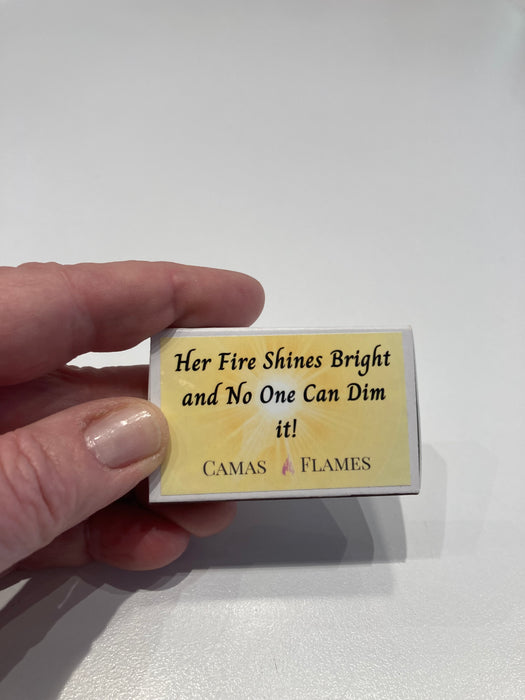 Her Fire Shines Bright
and No One Can Dim
it!
CAMAS FLAMES